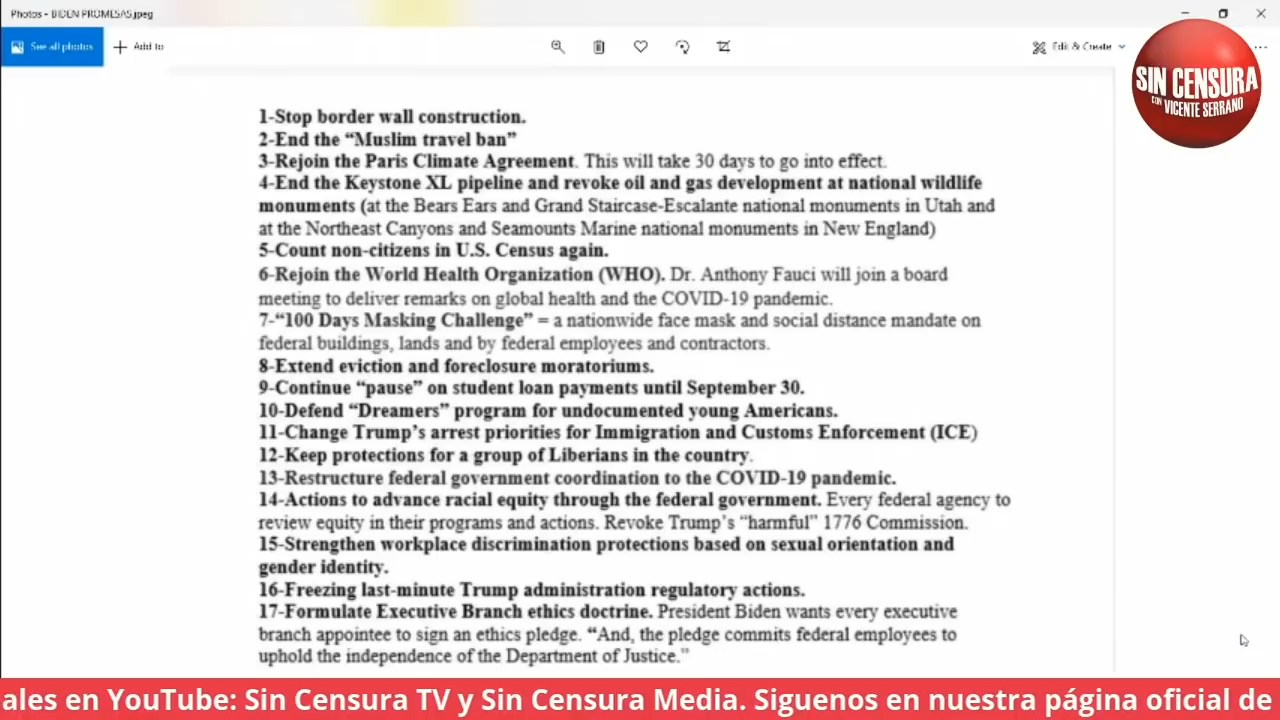 Photos - BIDEN PROMESAS.jpeg
See all photos
Add to
Edit & Create
SIN CENSURA
CON VICENTE SERRANO
1-Stop border wall construction.
2-End the “Muslim travel ban”
3-Rejoin the Paris Climate Agreement. This will take 30 days to go into effect.
4-End the Keystone XL pipeline and revoke oil and gas development at national wildlife
monuments (at the Bears Ears and Grand Staircase-Escalante national monuments in Utah and
at the Northeast Canyons and Seamounts Marine national monuments in New England)
5-Count non-citizens in U.S. Census again.
6-Rejoin the World Health Organization (WHO). Dr. Anthony Fauci will join a board
meeting to deliver remarks on global health and the COVID-19 pandemic.
7-“100 Days Masking Challenge” = a nationwide face mask and social distance mandate on
federal buildings, lands and by federal employees and contractors.
8-Extend eviction and foreclosure moratoriums.
9-Continue “pause” on student loan payments until September 30.
10-Defend “Dreamers” program for undocumented young Americans.
11-Change Trump’s arrest priorities for Immigration and Customs Enforcement (ICE)
12-Keep protections for a group of Liberians in the country.
13-Restructure federal government coordination to the COVID-19 pandemic.
14-Actions to advance racial equity through the federal government. Every federal agency to
review equity in their programs and actions. Revoke Trump’s “harmful” 1776 Commission.
15-Strengthen workplace discrimination protections based on sexual orientation and
gender identity.
16-Freezing last-minute Trump administration regulatory actions.
17-Formulate Executive Branch ethics doctrine. President Biden wants every executive
branch appointee to sign an ethics pledge. “And, the pledge commits federal employees to
uphold the independence of the Department of Justice.”
ales en YouTube: Sin Censura TV y Sin Censura Media. Siguenos en nuestra página oficial de